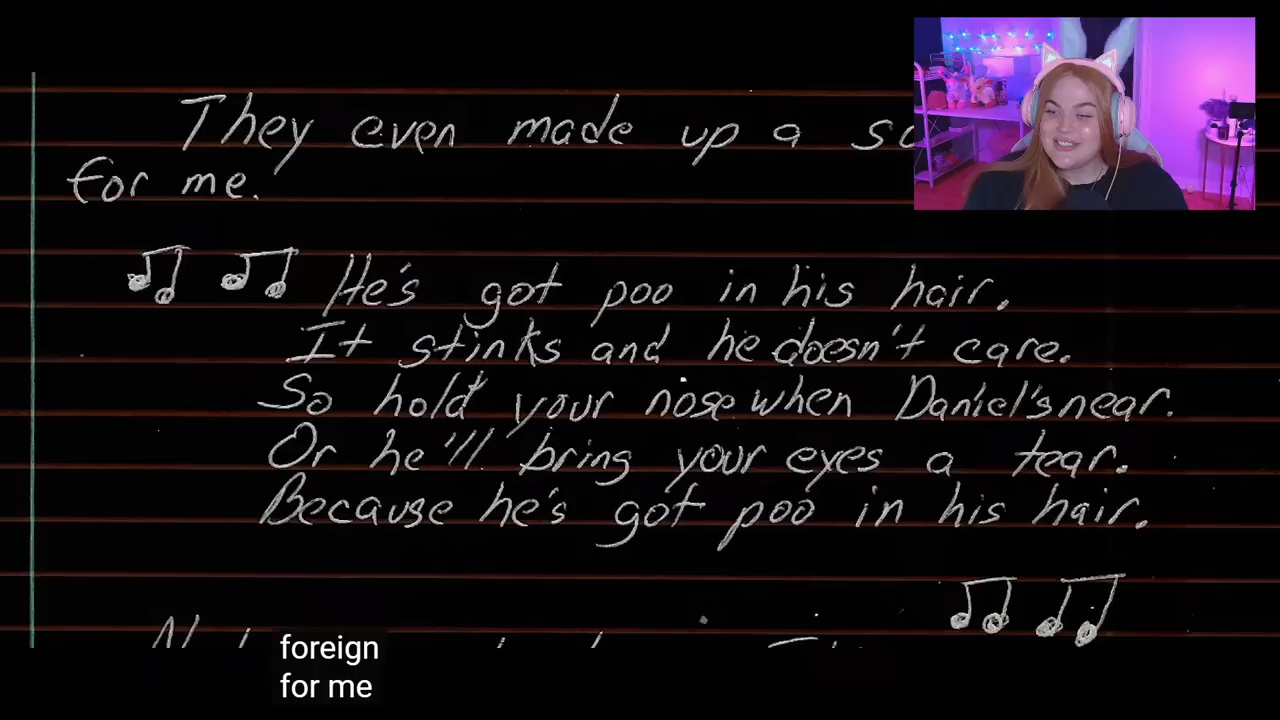 They even made up a
for me.
He's got poo in his hair.
It stinks and he doesn't care.
So hold your nose when Daniel's near.
Or he'll bring your eyes a tear.
Because he's got poo in his hair.
foreign
for me